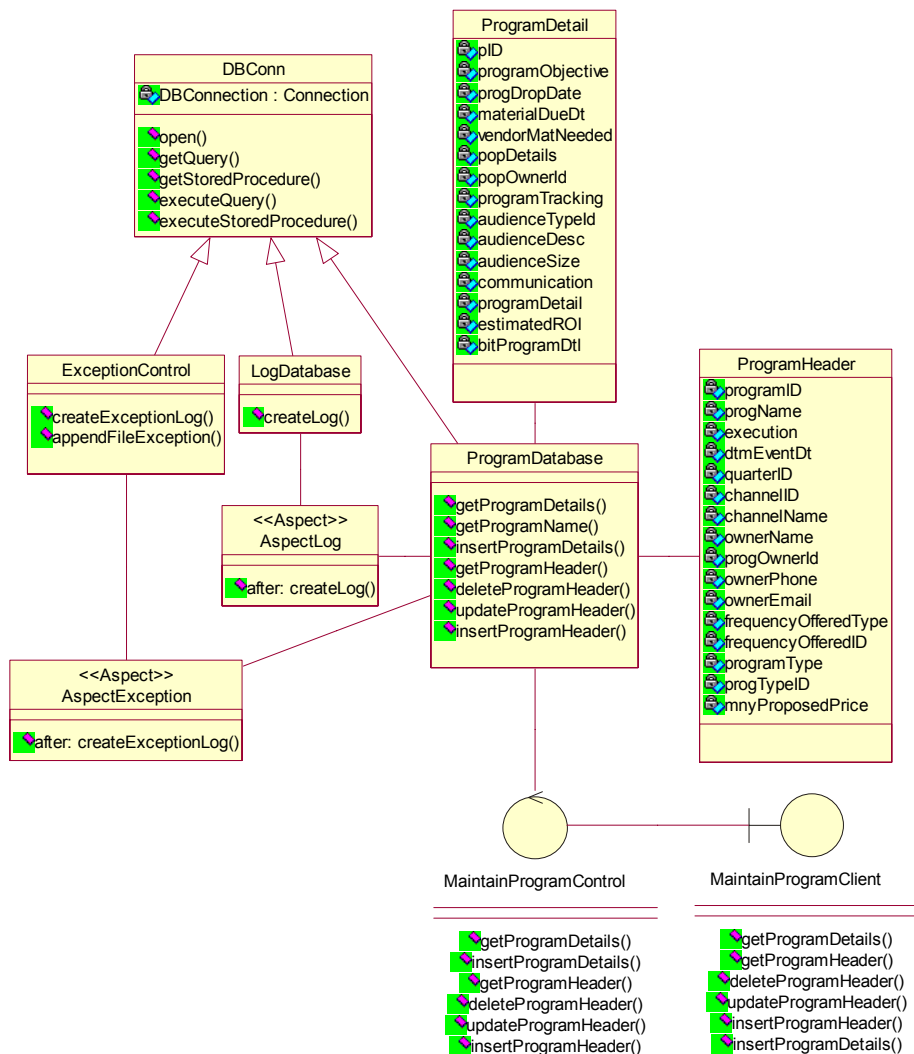 ProgramDetail
pID
programObjective
progDropDate
materialDueDt
vendorMatNeeded
popDetails
popOwnerId
programTracking
audienceTypeId
audienceDesc
audienceSize
communication
programDetail
estimatedROI
bitProgramDtl
DBConn
DBConnection : Connection
open()
getQuery()
getStoredProcedure()
executeQuery()
executeStoredProcedure()
ExceptionControl
createExceptionLog()
appendFileException()
LogDatabase
createLog()
ProgramHeader
programID
progName
execution
dtmEventDt
quarterID
channelID
channelName
ownerName
progOwnerId
ownerPhone
ownerEmail
frequencyOfferedType
frequencyOfferedID
programType
progTypeID
mnyProposedPrice
ProgramDatabase
getProgramDetails()
getProgramName()
insertProgramDetails()
getProgramHeader()
deleteProgramHeader()
updateProgramHeader()
insertProgramHeader()
<<Aspect>>
AspectLog
after: createLog()
<<Aspect>>
AspectException
after: createExceptionLog()
MaintainProgramControl
getProgramDetails()
insertProgramDetails()
getProgramHeader()
deleteProgramHeader()
updateProgramHeader()
insertProgramHeader()
MaintainProgramClient
getProgramDetails()
getProgramHeader()
deleteProgramHeader()
updateProgramHeader()
insertProgramHeader()
insertProgramDetails()